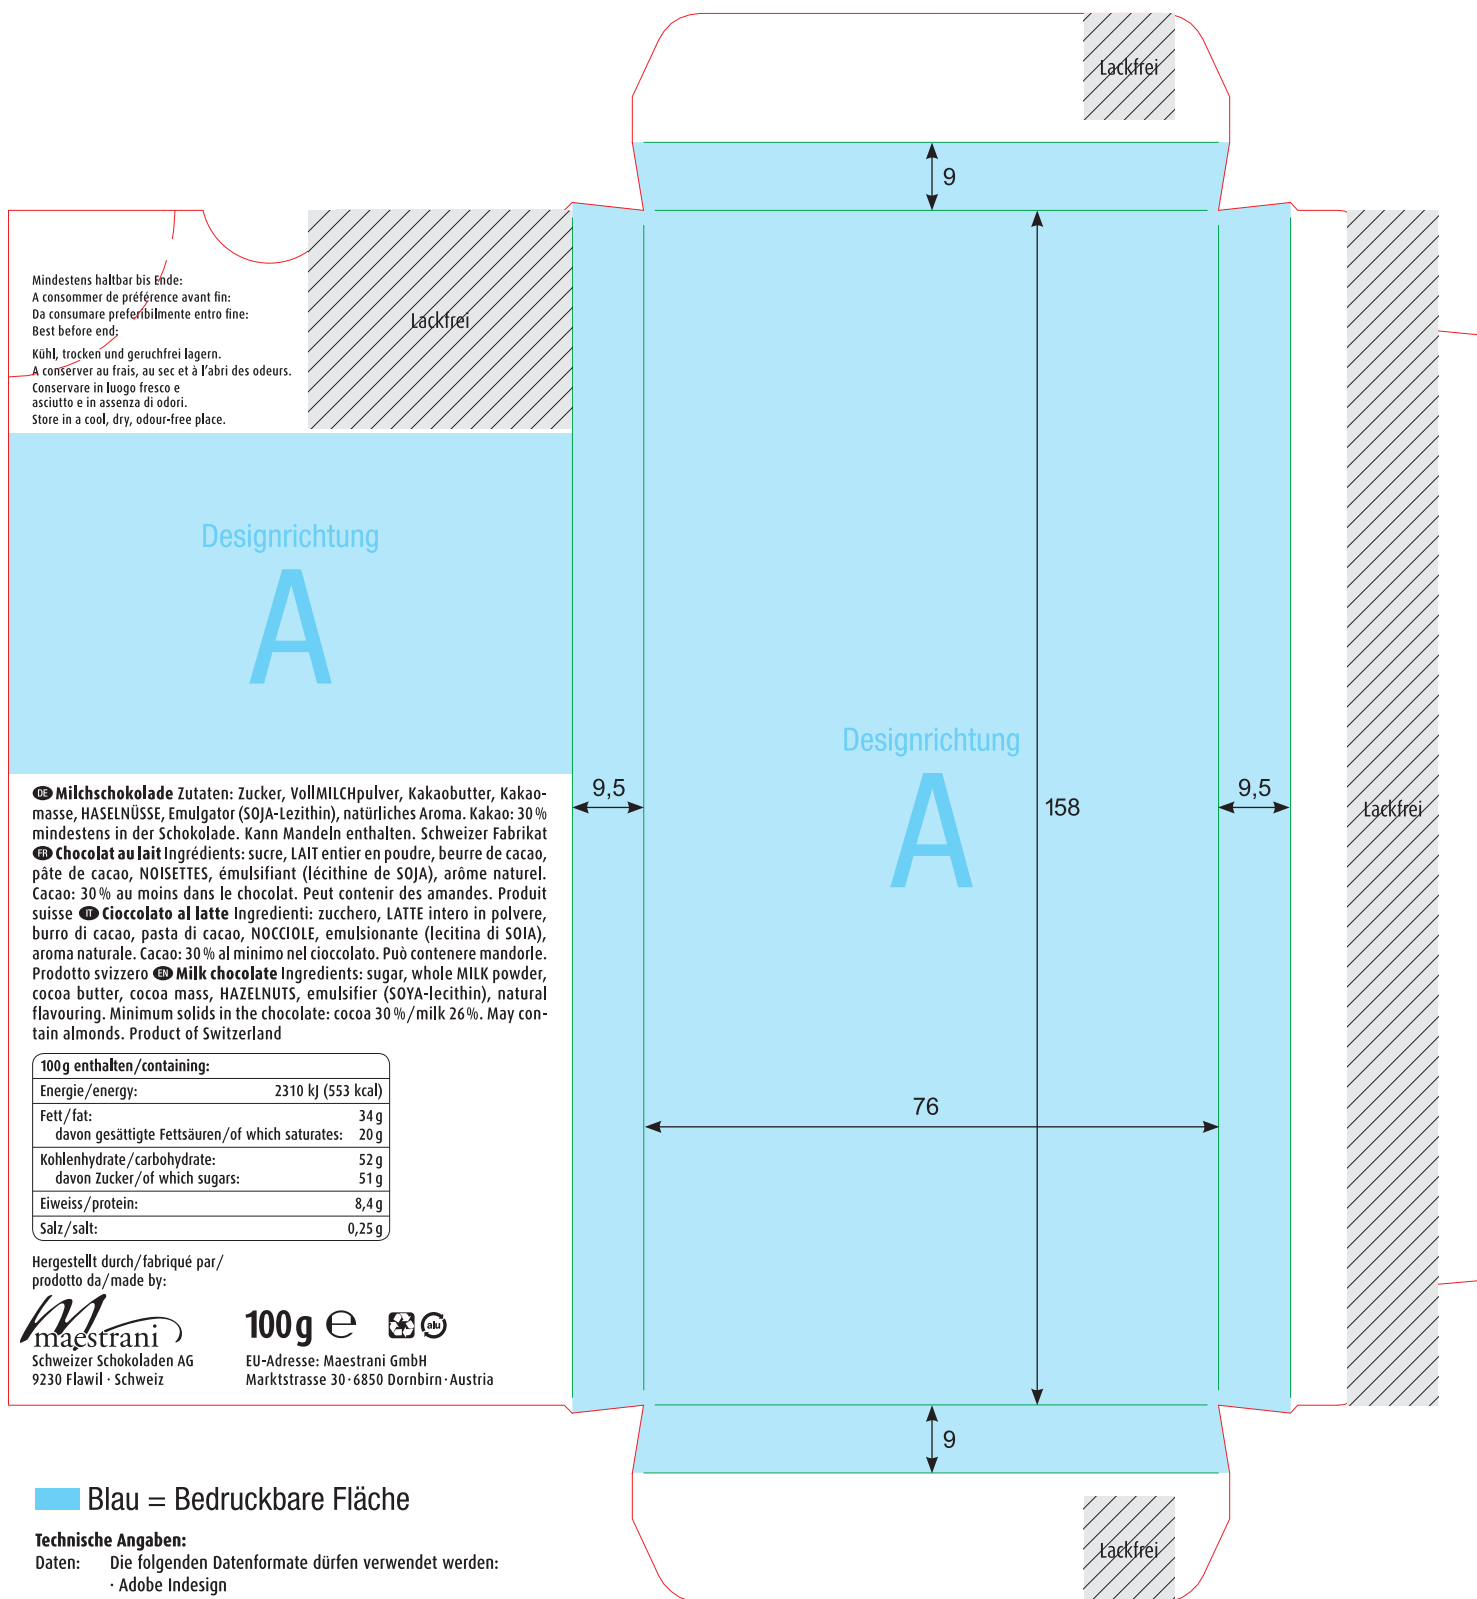 Lackfrei
9
Mindestens haltbar bis Ende:
A consommer de préférence avant fin:
Da consumare preferibilmente entro fine:
Best before end:
Kühl, trocken und geruchfrei lagern.
A conserver au frais, au sec et à l'abri des odeurs.
Conservare in luogo fresco e
asciutto e in assenza di odori.
Store in a cool, dry, odour-free place.
Lackfrei
Designrichtung
A
Designrichtung
A
9,5
158
9,5
Lackfrei
76
DE Milchschokolade Zutaten: Zucker, VollMILCHpulver, Kakaobutter, Kakao-
masse, HASELNÜSSE, Emulgator (SOJA-Lezithin), natürliches Aroma. Kakao: 30%
mindestens in der Schokolade. Kann Mandeln enthalten. Schweizer Fabrikat
FR Chocolat au lait Ingrédients: sucre, LAIT entier en poudre, beurre de cacao,
pâte de cacao, NOISETTES, émulsifiant (lécithine de SOJA), arôme naturel.
Cacao: 30% au moins dans le chocolat. Peut contenir des amandes. Produit
suisse IT Cioccolato al latte Ingredienti: zucchero, LATTE intero in polvere,
burro di cacao, pasta di cacao, NOCCIOLE, emulsionante (lecitina di SOIA),
aroma naturale. Cacao: 30% al minimo nel cioccolato. Può contenere mandorle.
Prodotto svizzero EN Milk chocolate Ingredients: sugar, whole MILK powder,
cocoa butter, cocoa mass, HAZELNUTS, emulsifier (SOYA-lecithin), natural
flavouring. Minimum solids in the chocolate: cocoa 30%/milk 26%. May con-
tain almonds. Product of Switzerland
100g enthalten/containing:
Energie/energy: 2310 kJ (553 kcal)
Fett/fat: 34g
davon gesättigte Fettsäuren/of which saturates: 20g
Kohlenhydrate/carbohydrate: 52g
davon Zucker/of which sugars: 51g
Eiweiss/protein: 8,4g
Salz/salt: 0,25g
Hergestellt durch/fabriqué par/
prodotto da/made by:
maestrani
Schweizer Schokoladen AG
9230 Flawil · Schweiz
100g ℮
alu
EU-Adresse: Maestrani GmbH
Marktstrasse 30·6850 Dornbirn·Austria
9
Blau = Bedruckbare Fläche
Technische Angaben:
Daten: Die folgenden Datenformate dürfen verwendet werden:
· Adobe Indesign
Lackfrei